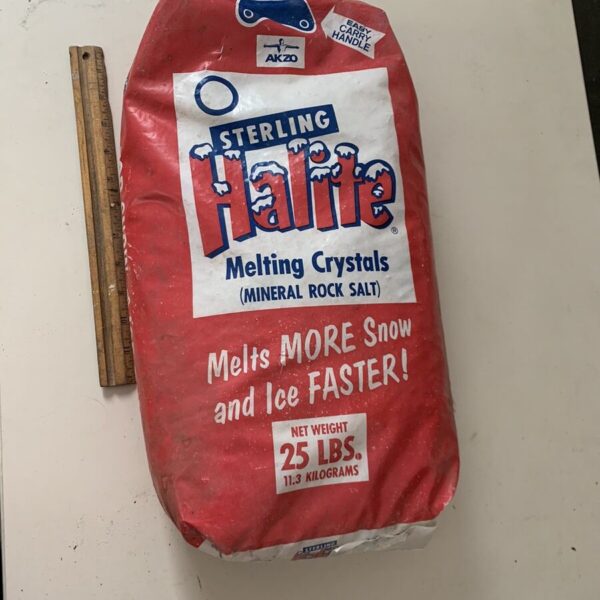 EASY
CARRY
HANDLE
AKZO
STERLING
Halite®
Melting Crystals
(MINERAL ROCK SALT)
Melts MORE Snow
and Ice FASTER!
NET WEIGHT
25 LBS.
11.3 KILOGRAMS
STERLING